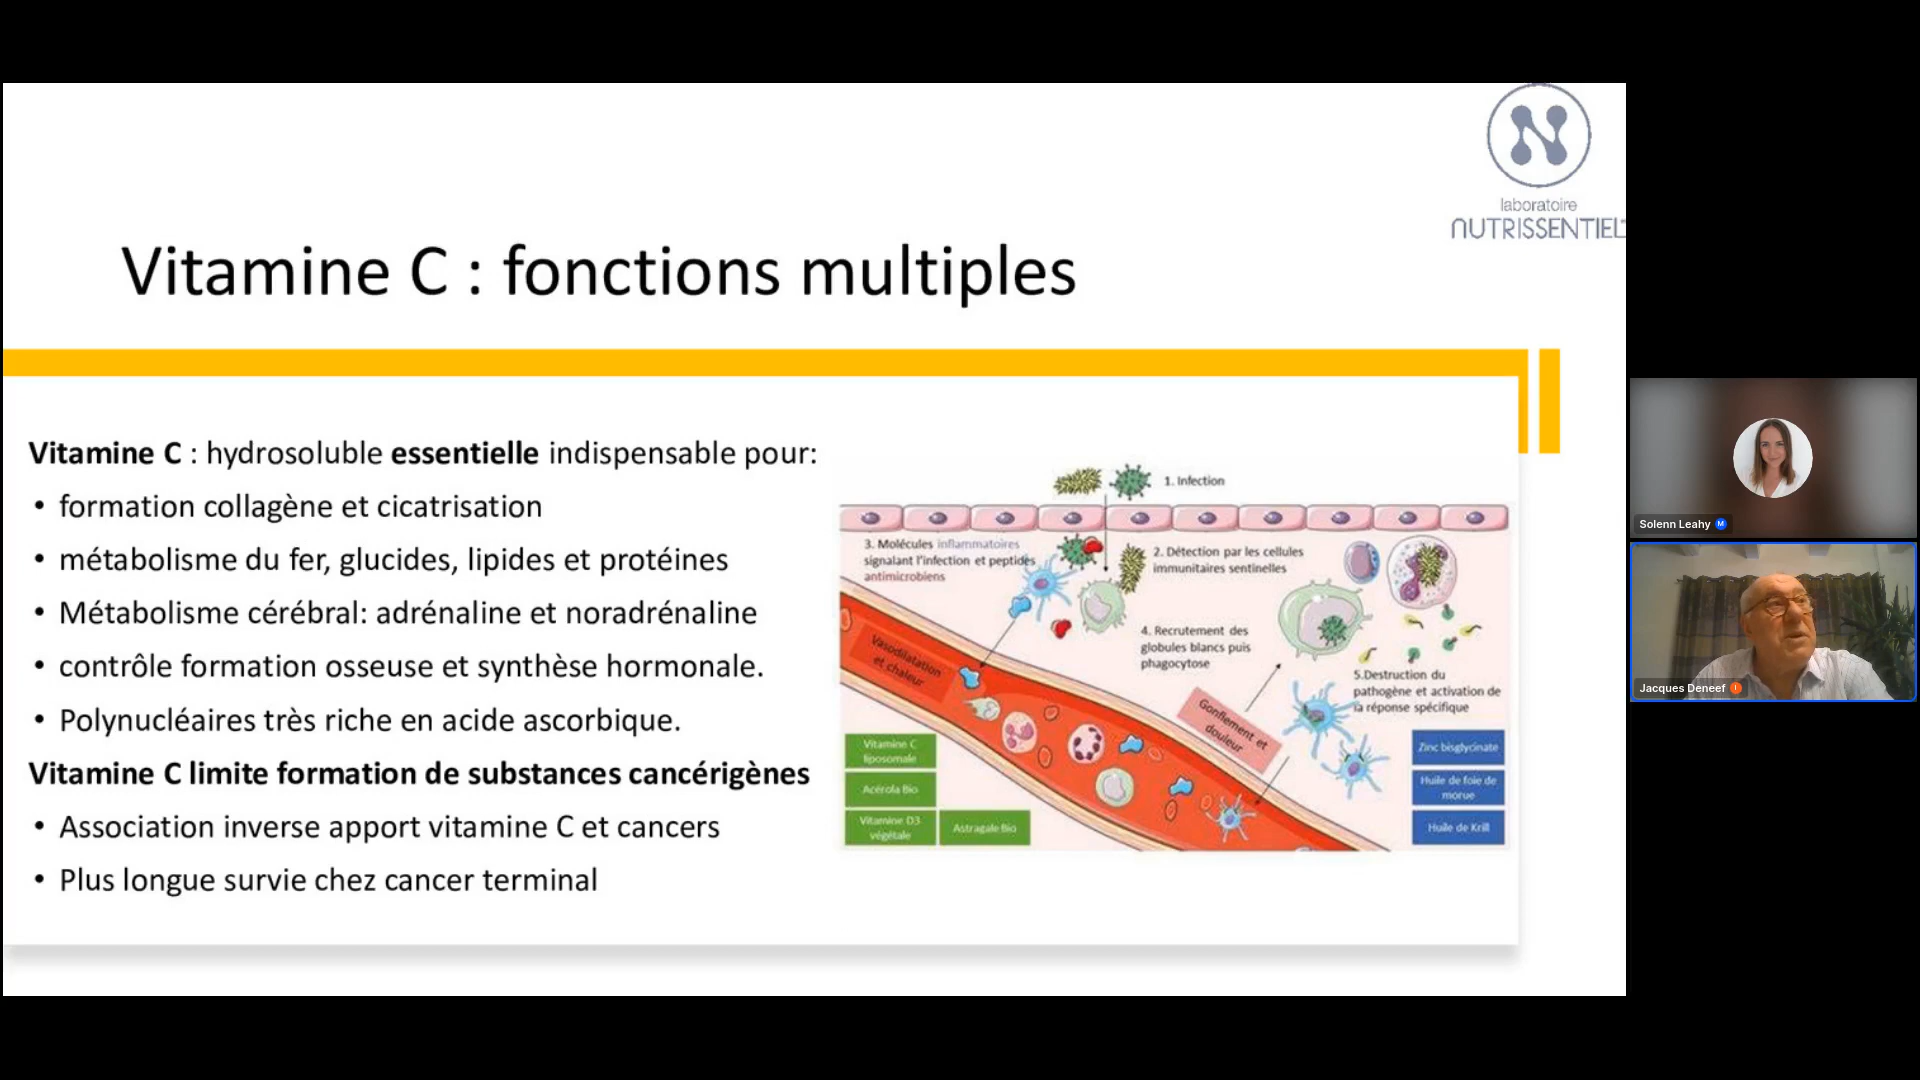 laboratoire
NUTRISSENTIEL
Vitamine C : fonctions multiples
Vitamine C : hydrosoluble essentielle indispensable pour:
• formation collagène et cicatrisation
• métabolisme du fer, glucides, lipides et protéines
• Métabolisme cérébral: adrénaline et noradrénaline
• contrôle formation osseuse et synthèse hormonale.
• Polynucléaires très riche en acide ascorbique.
Vitamine C limite formation de substances cancérigènes
• Association inverse apport vitamine C et cancers
• Plus longue survie chez cancer terminal
1. Infection
3. Molécules inflammatoires
signalant l'infection et peptides
antimicrobiens
2. Détection par les cellules
immunitaires sentinelles
4. Recrutement des
globules blancs puis
phagocytose
5.Destruction du
pathogène et activation de
la réponse spécifique
Vasodilatation
et chaleur
Gonflement et
douleur
Vitamine C
liposomale
Acérola Bio
Vitamine D3
végétale
Astragale Bio
Zinc bisglycinate
Huile de foie de
morue
Huile de Krill
Solenn Leahy M
Jacques Deneef